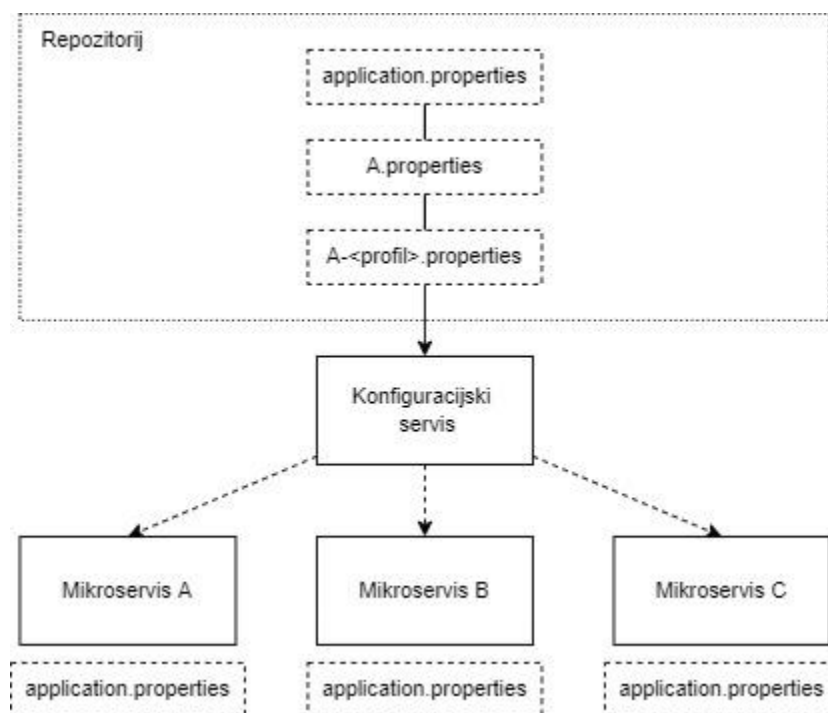 Repozitorij
application.properties
A.properties
A-<profil>.properties
Konfiguracijski
servis
Mikroservis A
Mikroservis B
Mikroservis C
application.properties
application.properties
application.properties